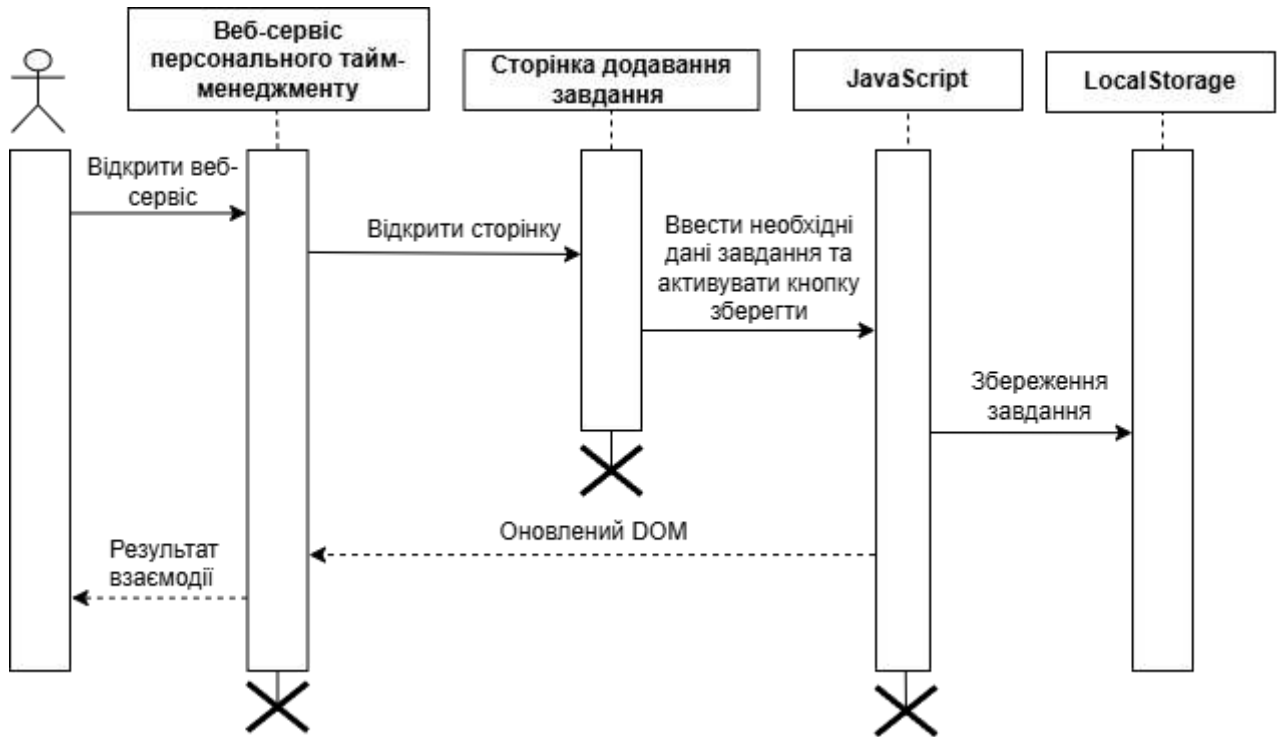 Веб-сервіс
персонального тайм-
менеджменту
Сторінка додавання
завдання
JavaScript
LocalStorage
Відкрити веб-
сервіс
Відкрити сторінку
Ввести необхідні
дані завдання та
активувати кнопку
зберегти
Збереження
завдання
Оновлений DOM
Результат
взаємодії